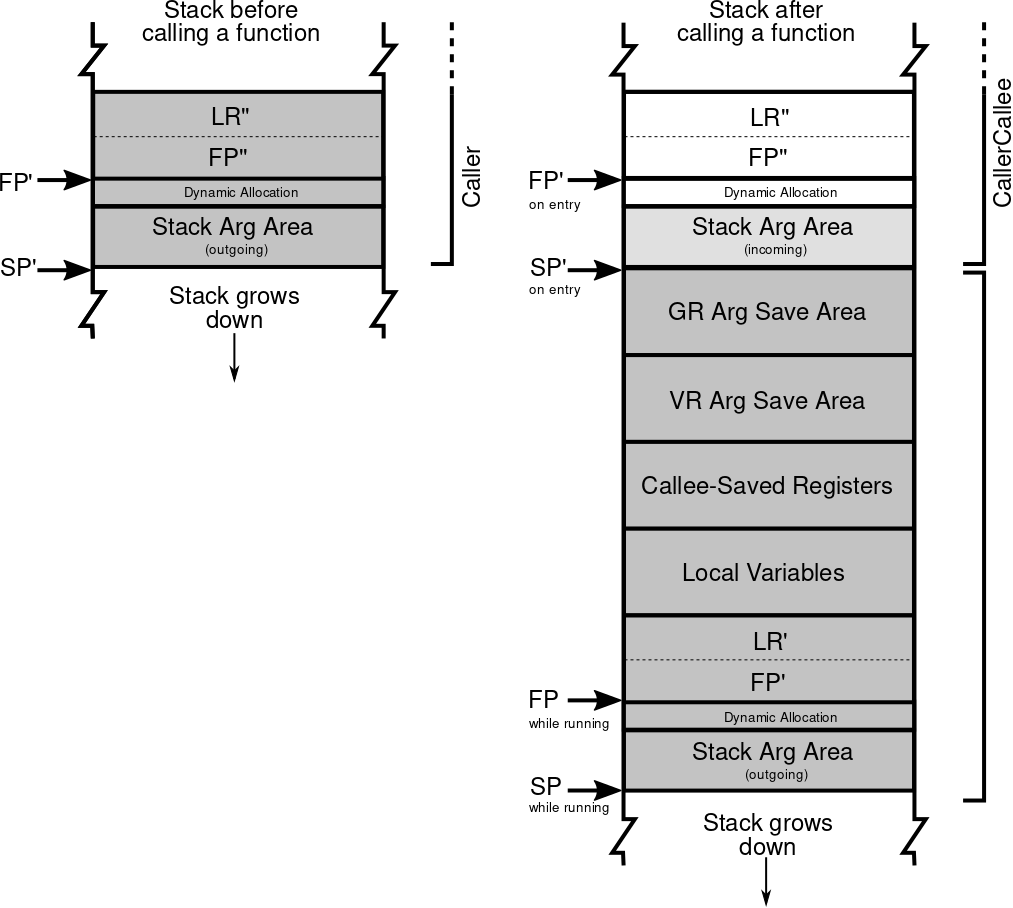 Stack before
calling a function
LR"
FP"
FP'
Dynamic Allocation
Stack Arg Area
(outgoing)
SP'
Stack grows
down
Caller
Stack after
calling a function
LR"
FP"
FP'
on entry
Dynamic Allocation
Stack Arg Area
(incoming)
SP'
on entry
GR Arg Save Area
VR Arg Save Area
Callee-Saved Registers
Local Variables
LR'
FP'
FP
while running
Dynamic Allocation
Stack Arg Area
(outgoing)
SP
while running
Stack grows
down
CallerCallee